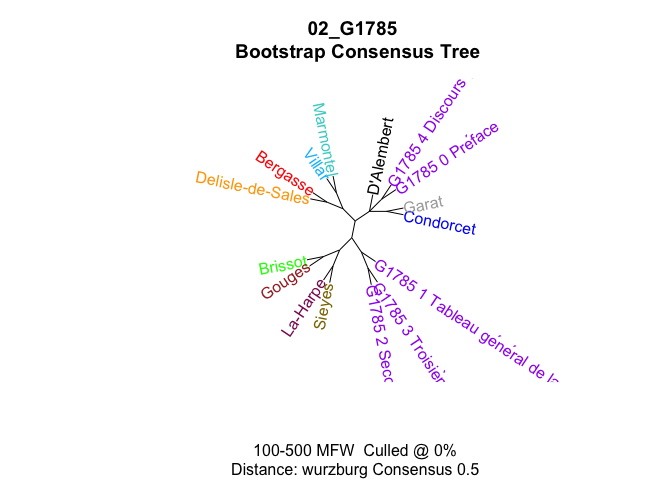 02_G1785
Bootstrap Consensus Tree
Marmontel
Villar
Bergasse
Delisle-de-Sales
D'Alembert
G1785 4 Discours
G1785 0 Préface
Garat
Condorcet
Brissot
Gouges
La-Harpe
Sieyes
G1785 2 Seco
G1785 3 Troisièr
G1785 1 Tableau général de la
100-500 MFW Culled @ 0%
Distance: wurzburg Consensus 0.5